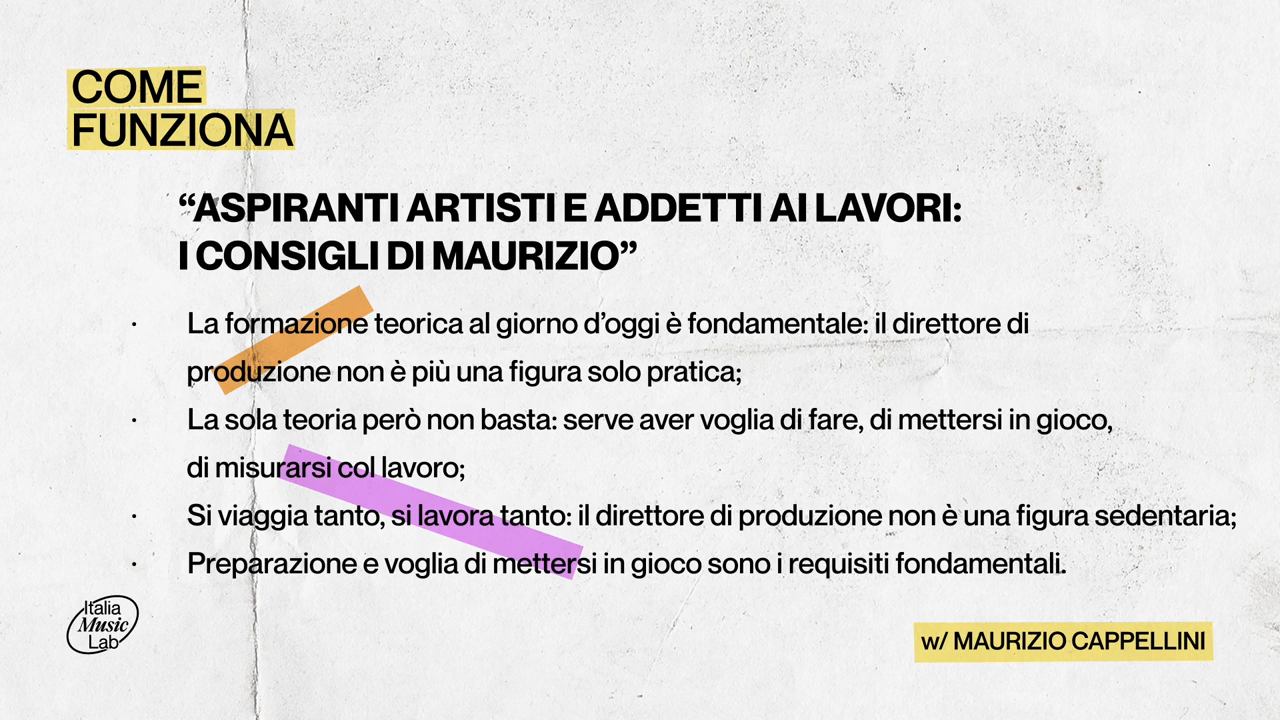 COME
FUNZIONA
“ASPIRANTI ARTISTI E ADDETTI AI LAVORI:
I CONSIGLI DI MAURIZIO”
· La formazione teorica al giorno d’oggi è fondamentale: il direttore di
produzione non è più una figura solo pratica;
· La sola teoria però non basta: serve aver voglia di fare, di mettersi in gioco,
di misurarsi col lavoro;
· Si viaggia tanto, si lavora tanto: il direttore di produzione non è una figura sedentaria;
· Preparazione e voglia di mettersi in gioco sono i requisiti fondamentali.
Italia
Music
Lab
w/ MAURIZIO CAPPELLINI